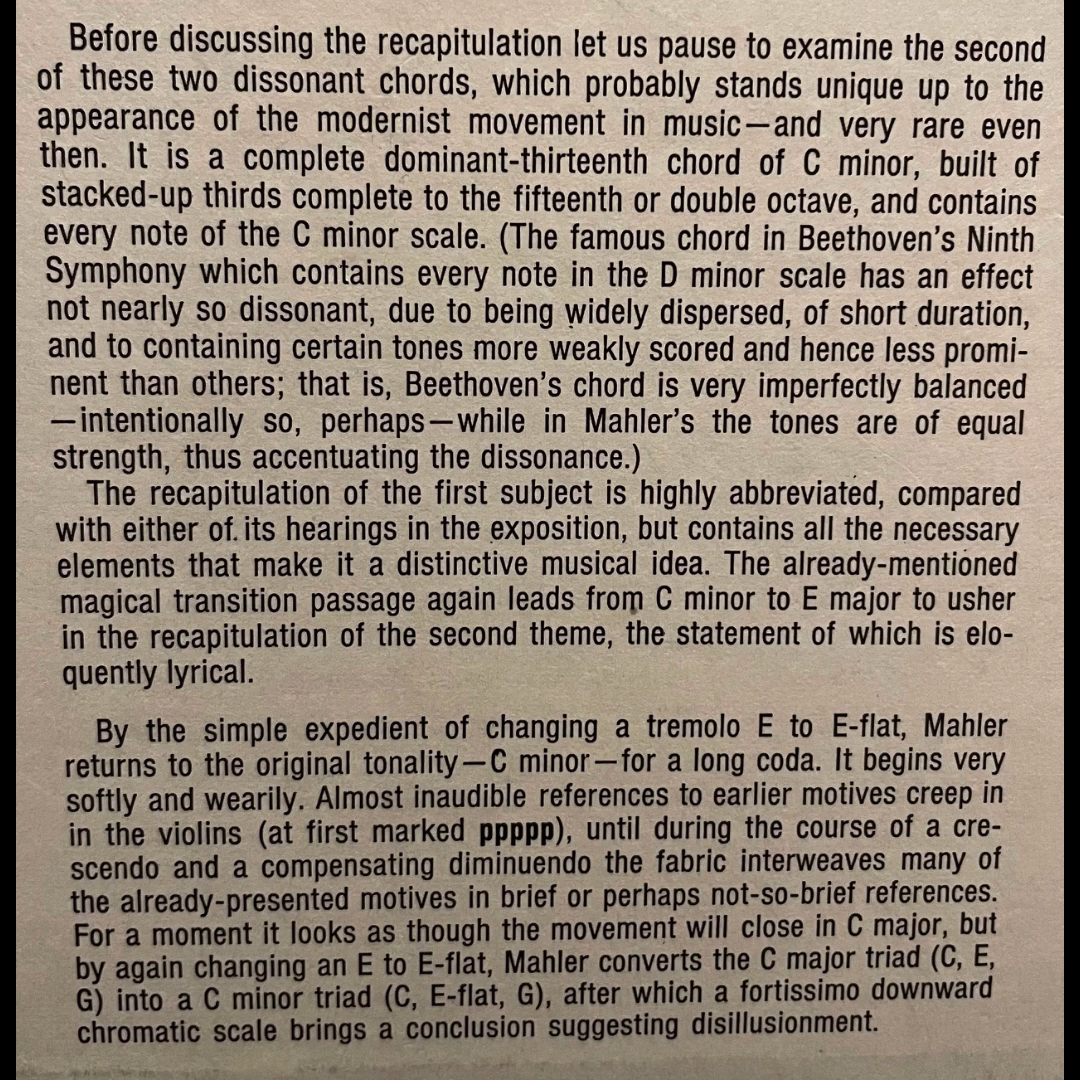 Before discussing the recapitulation let us pause to examine the second
of these two dissonant chords, which probably stands unique up to the
appearance of the modernist movement in music—and very rare even
then. It is a complete dominant-thirteenth chord of C minor, built of
stacked-up thirds complete to the fifteenth or double octave, and contains
every note of the C minor scale. (The famous chord in Beethoven's Ninth
Symphony which contains every note in the D minor scale has an effect
not nearly so dissonant, due to being widely dispersed, of short duration,
and to containing certain tones more weakly scored and hence less promi-
nent than others; that is, Beethoven's chord is very imperfectly balanced
—intentionally so, perhaps—while in Mahler's the tones are of equal
strength, thus accentuating the dissonance.)
The recapitulation of the first subject is highly abbreviated, compared
with either of its hearings in the exposition, but contains all the necessary
elements that make it a distinctive musical idea. The already-mentioned
magical transition passage again leads from C minor to E major to usher
in the recapitulation of the second theme, the statement of which is elo-
quently lyrical.
By the simple expedient of changing a tremolo E to E-flat, Mahler
returns to the original tonality—C minor—for a long coda. It begins very
softly and wearily. Almost inaudible references to earlier motives creep in
in the violins (at first marked ppppp), until during the course of a cre-
scendo and a compensating diminuendo the fabric interweaves many of
the already-presented motives in brief or perhaps not-so-brief references.
For a moment it looks as though the movement will close in C major, but
by again changing an E to E-flat, Mahler converts the C major triad (C, E,
G) into a C minor triad (C, E-flat, G), after which a fortissimo downward
chromatic scale brings a conclusion suggesting disillusionment.